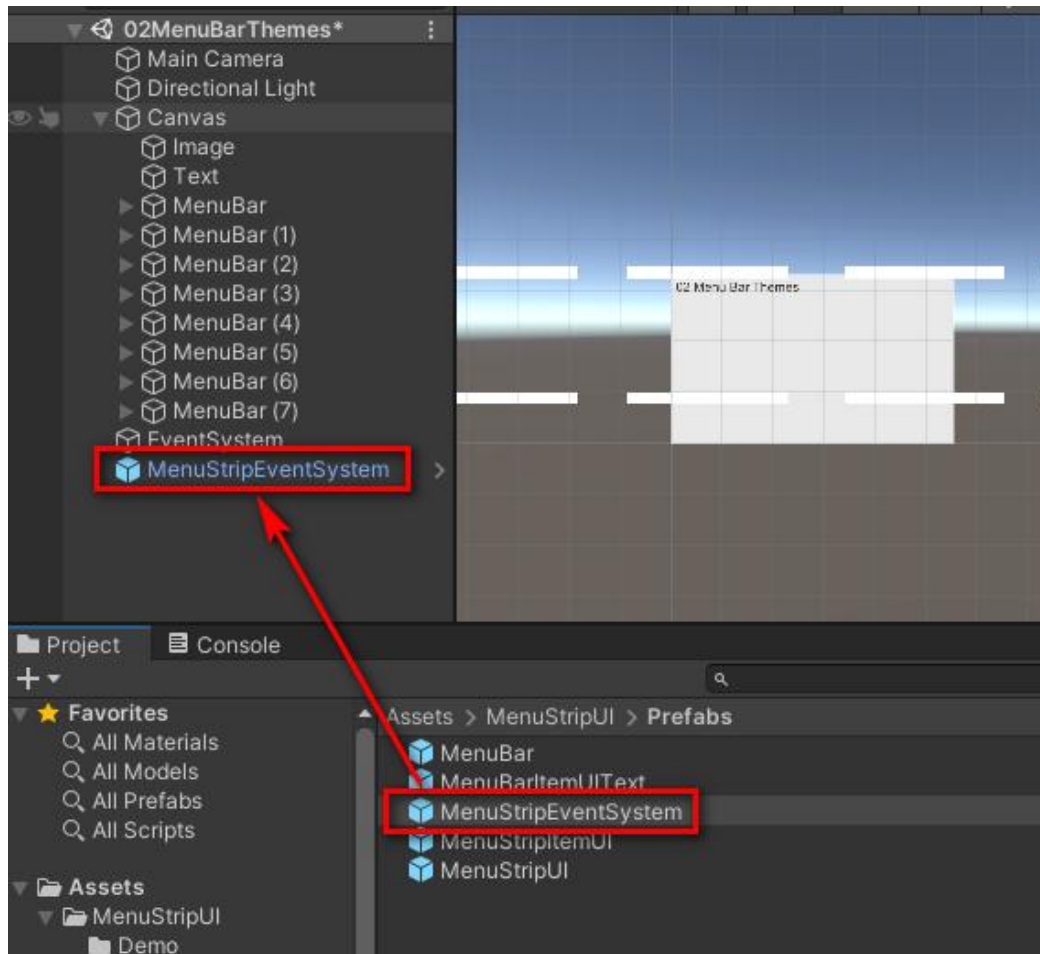 02MenuBarThemes*
Main Camera
Directional Light
Canvas
Image
Text
MenuBar
MenuBar (1)
MenuBar (2)
MenuBar (3)
MenuBar (4)
MenuBar (5)
MenuBar (6)
MenuBar (7)
EventSystem
MenuStripEventSystem
02 Menu Bar Themes
Project
Console
Favorites
All Materials
All Models
All Prefabs
All Scripts
Assets
MenuStripUI
Demo
Assets > MenuStripUI > Prefabs
MenuBar
MenuBarItemUIText
MenuStripEventSystem
MenuStripItemUI
MenuStripUI